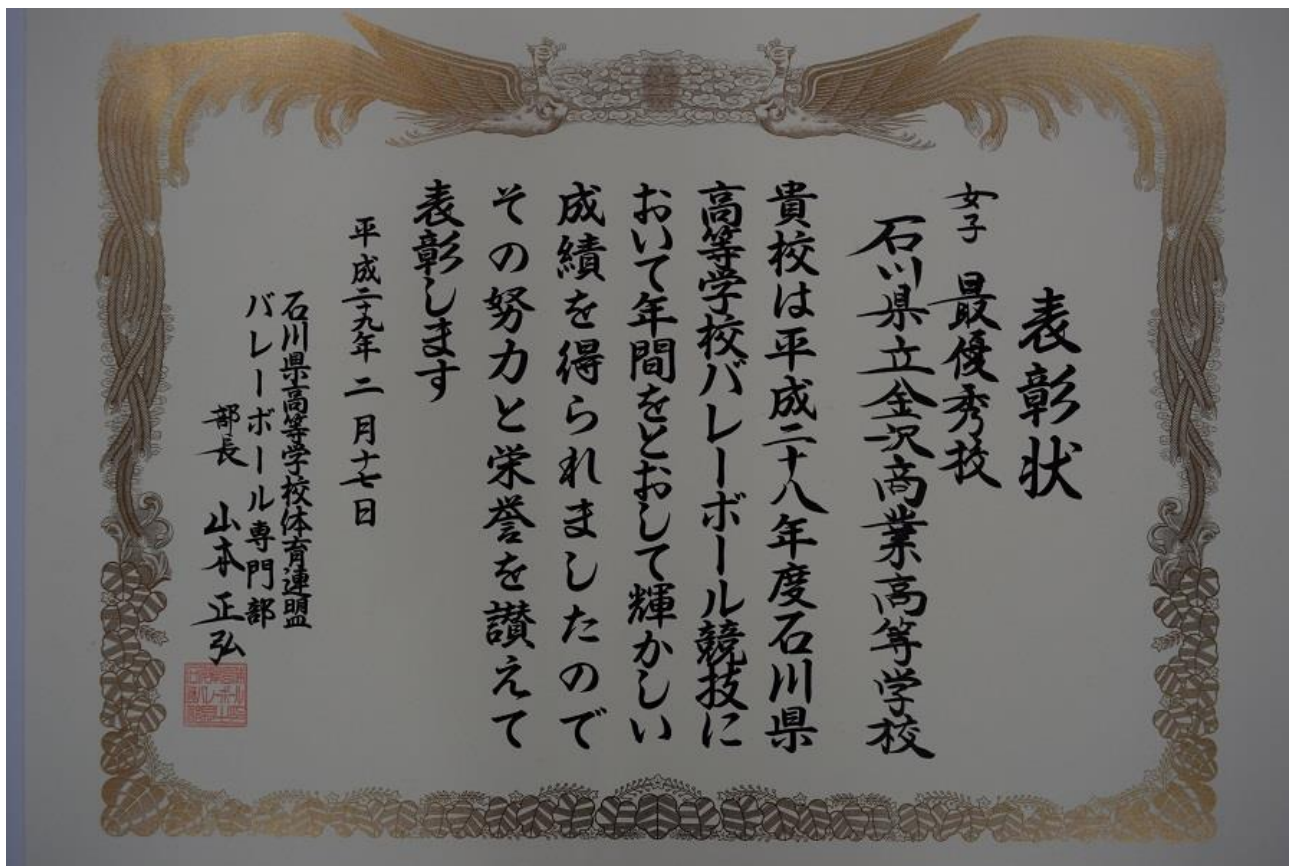 表彰状
女子 最優秀校
石川県立金沢商業高等学校
貴校は平成二十八年度石川県
高等学校バレーボール競技に
おいて年間をとおして輝かしい
成績を得られましたので
その努力と栄誉を讃えて
表彰します
平成二十九年 二月十七日
石川県高等学校体育連盟
バレーボール専門部
部長 山本正弘